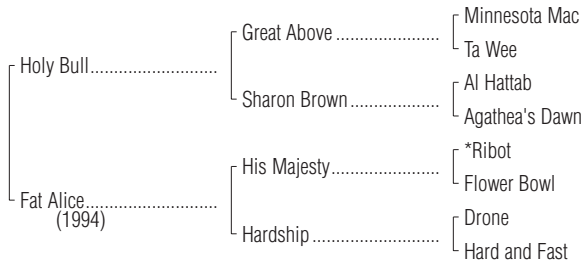 Minnesota Mac
Great Above ....................
Ta Wee
Holy Bull.........................
Al Hattab
Sharon Brown..................
Agathea's Dawn
*Ribot
His Majesty.....................
Flower Bowl
Fat Alice..........................
(1994)
Drone
Hardship ........................
Hard and Fast